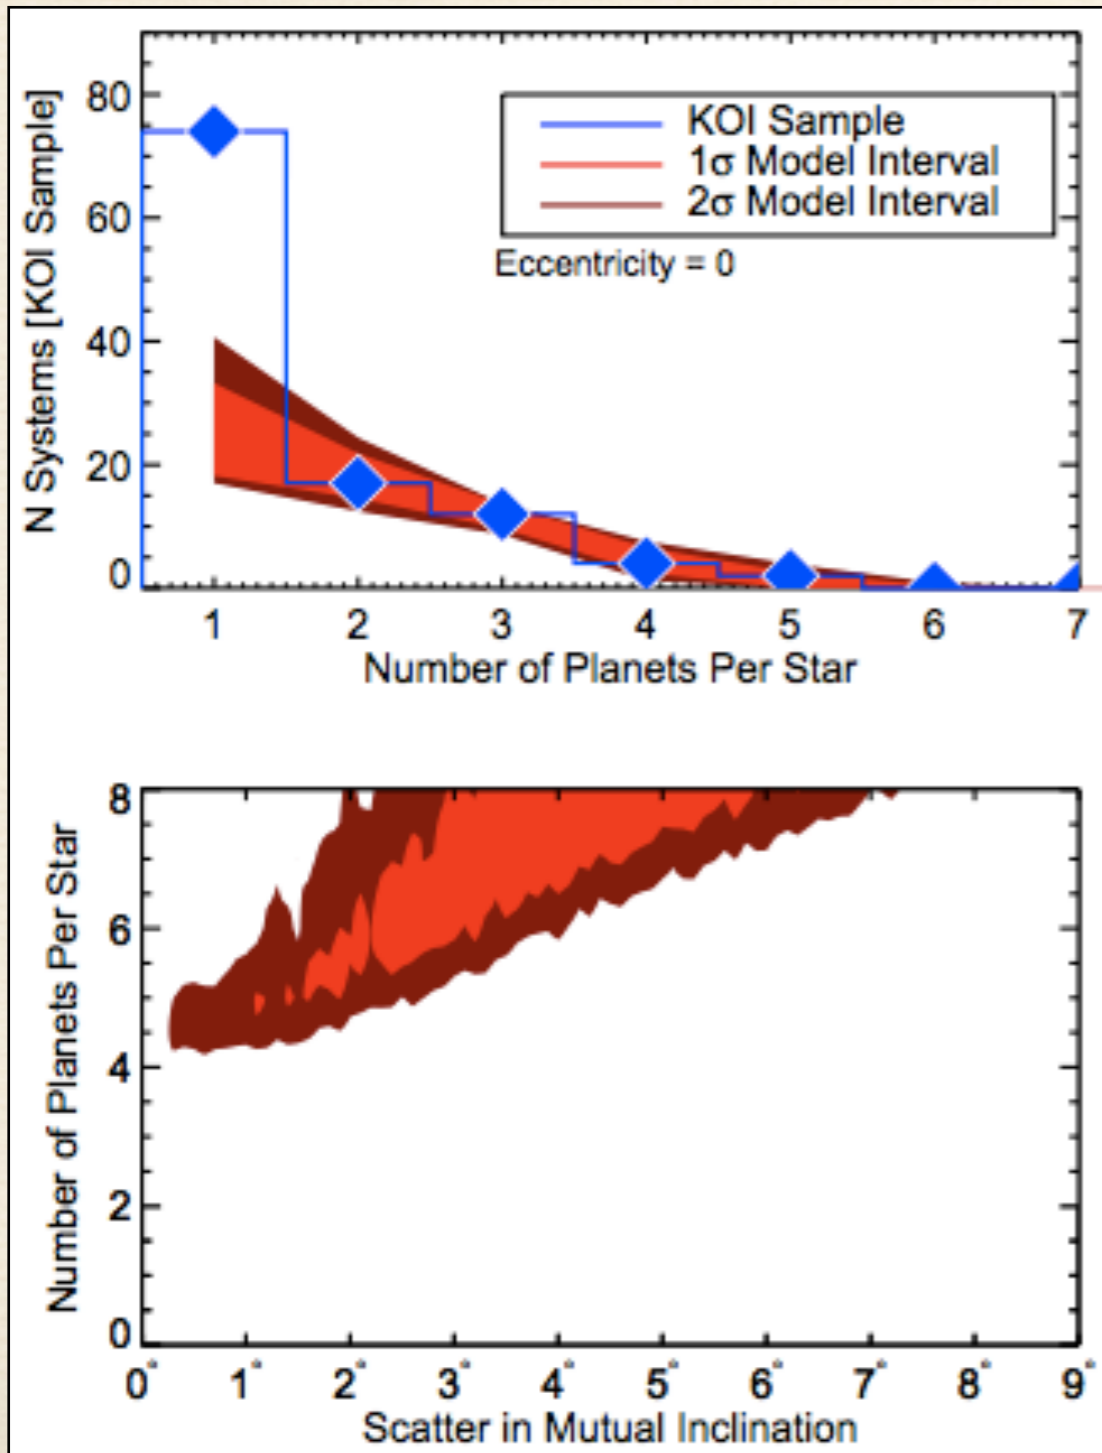 N Systems [KOI Sample]
80
60
40
20
0
KOI Sample
1σ Model Interval
2σ Model Interval
Eccentricity = 0
1 2 3 4 5 6 7
Number of Planets Per Star
Number of Planets Per Star
8
6
4
2
0
0° 1° 2° 3° 4° 5° 6° 7° 8° 9°
Scatter in Mutual Inclination